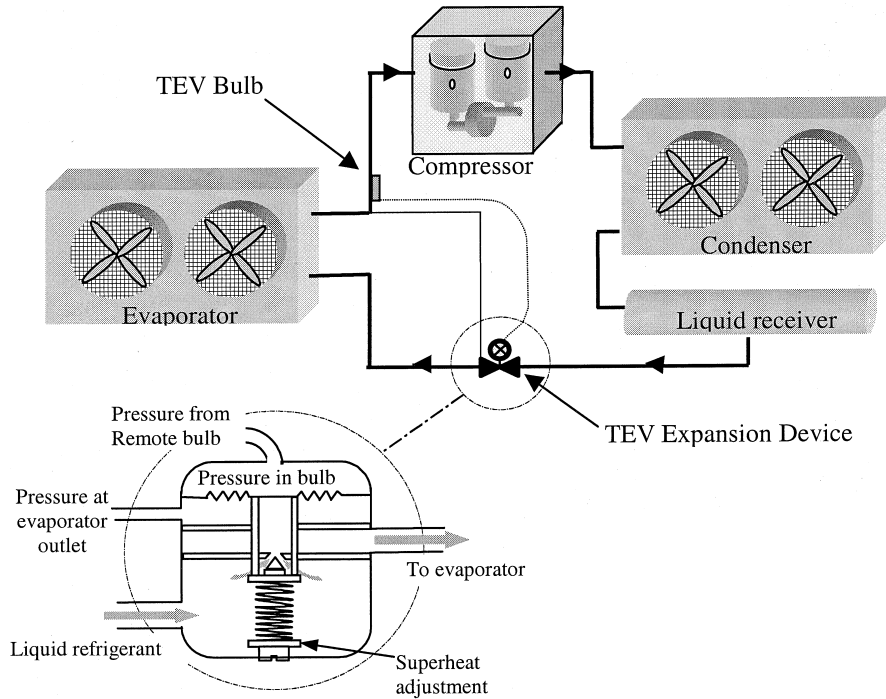 TEV Bulb
Compressor
Condenser
Evaporator
Liquid receiver
TEV Expansion Device
Pressure from
Remote bulb
Pressure in bulb
Pressure at
evaporator
outlet
To evaporator
Liquid refrigerant
Superheat
adjustment